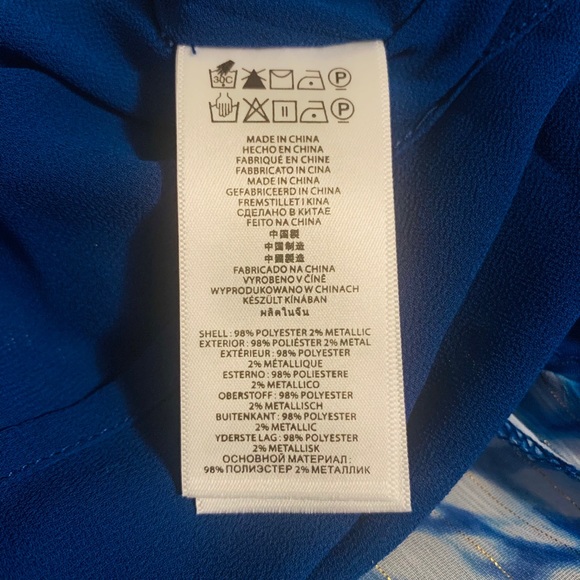 30C P
P
MADE IN CHINA
HECHO EN CHINA
FABRIQUÉ EN CHINE
FABBRICATO IN CINA
MADE IN CHINA
GEFABRICEERD IN CHINA
FREMSTILLET I KINA
СДЕЛАНО В КИТАЕ
FEITO NA CHINA
中国製
中国制造
中國製造
FABRICADO NA CHINA
VYROBENO V ČÍNĚ
WYPRODUKOWANO W CHINACH
KÉSZÜLT KÍNÁBAN
ผลิตในจีน
SHELL: 98% POLYESTER 2% METALLIC
EXTERIOR: 98% POLIÉSTER 2% METAL
EXTÉRIEUR: 98% POLYESTER
2% MÉTALLIQUE
ESTERNO: 98% POLIESTERE
2% METALLICO
OBERSTOFF: 98% POLYESTER
2% METALLISCH
BUITENKANT: 98% POLYESTER
2% METALLIC
YDERSTE LAG: 98% POLYESTER
2% METALLISK
ОСНОВНОЙ МАТЕРИАЛ:
98% ПОЛИЭСТЕР 2% МЕТАЛЛИК